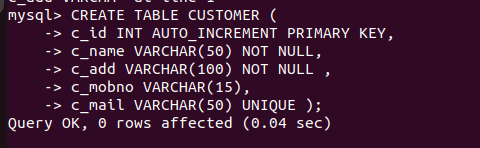 mysql> CREATE TABLE CUSTOMER (
    -> c_id INT AUTO_INCREMENT PRIMARY KEY,
    -> c_name VARCHAR(50) NOT NULL,
    -> c_add VARCHAR(100) NOT NULL ,
    -> c_mobno VARCHAR(15),
    -> c_mail VARCHAR(50) UNIQUE );
Query OK, 0 rows affected (0.04 sec)